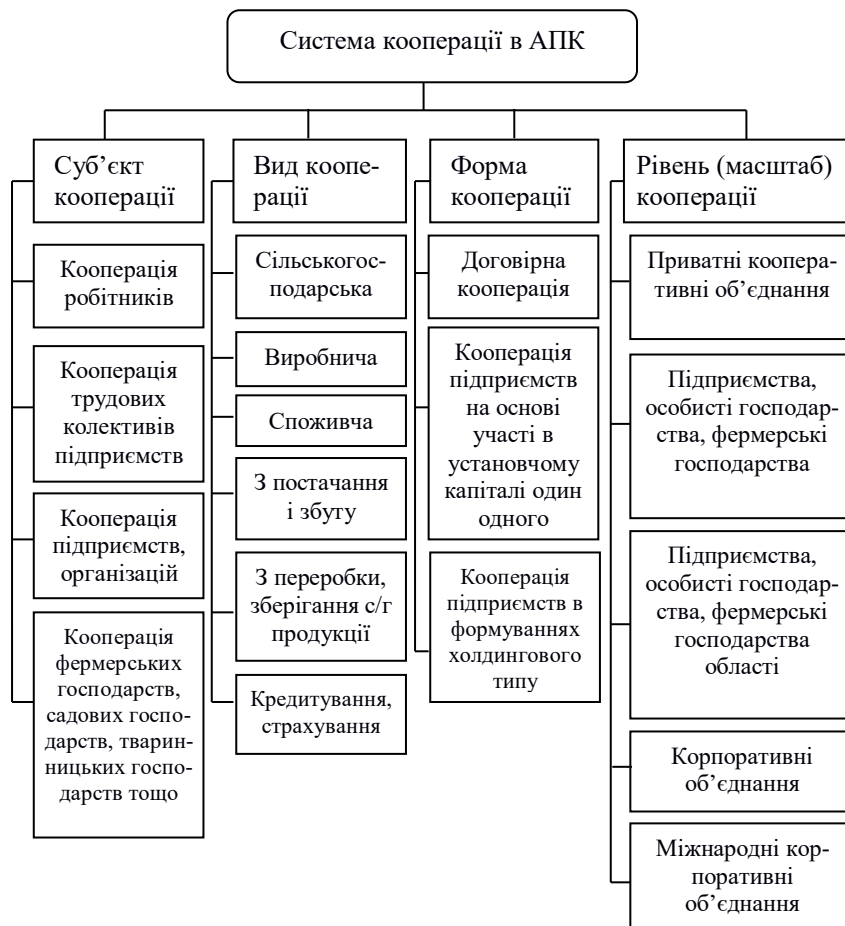 Система кооперації в АПК
Суб’єкт
кооперації
Кооперація
робітників
Кооперація
трудових
колективів
підприємств
Кооперація
підприємств,
організацій
Кооперація
фермерських
господарств,
садових госпо-
дарств, тварин-
ницьких госпо-
дарств тощо
Вид коопе-
рації
Сільськогос-
подарська
Виробнича
Споживча
З постачання
і збуту
З переробки,
зберігання с/г
продукції
Кредитування,
страхування
Форма
кооперації
Договірна
кооперація
Кооперація
підприємств
на основі
участі в
установчому
капіталі один
одного
Кооперація
підприємств в
формуваннях
холдингового
типу
Рівень (масштаб)
кооперації
Приватні коопера-
тивні об’єднання
Підприємства,
особисті господар-
ства, фермерські
господарства
Підприємства,
особисті господар-
ства, фермерські
господарства
області
Корпоративні
об’єднання
Міжнародні кор-
поративні
об’єднання